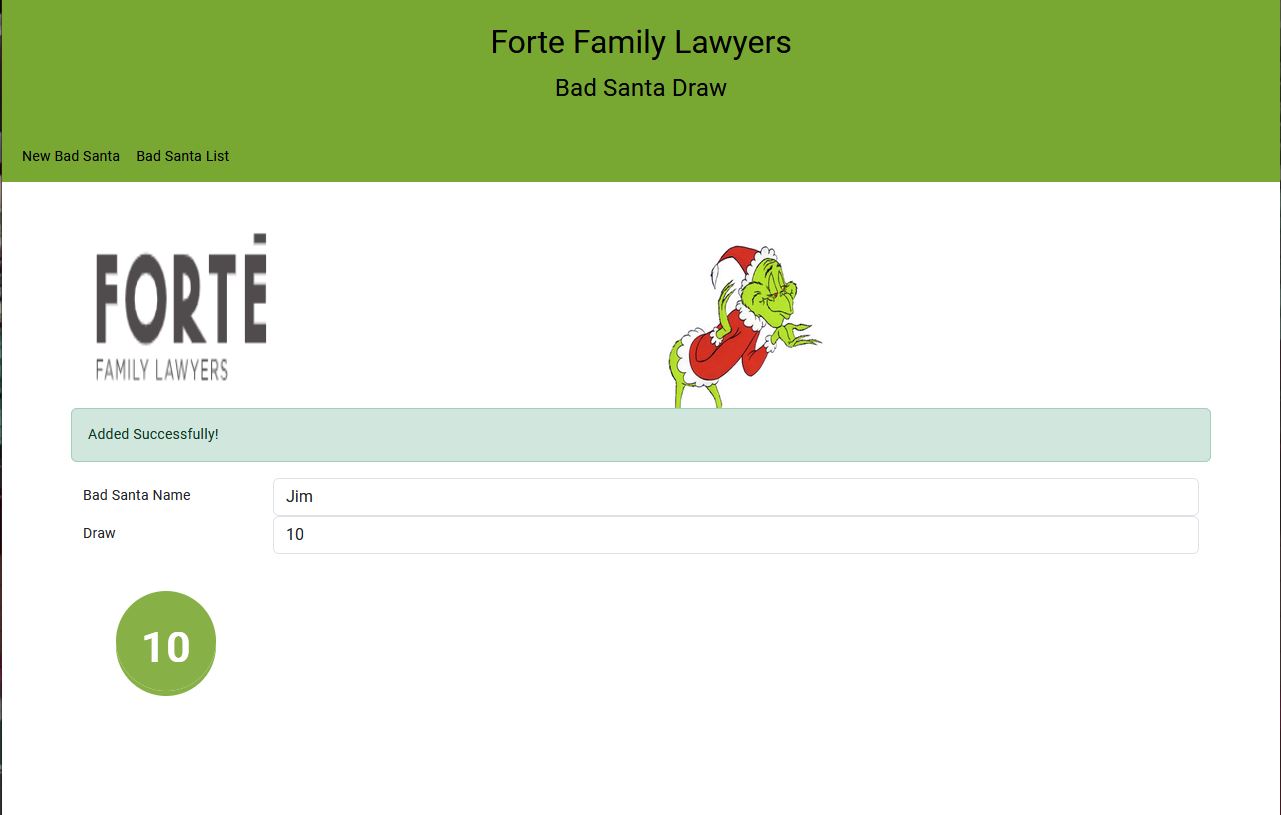 Forte Family Lawyers
Bad Santa Draw
New Bad Santa Bad Santa List
FORTĒ
FAMILY LAWYERS
Added Successfully!
Bad Santa Name Jim
Draw 10
10